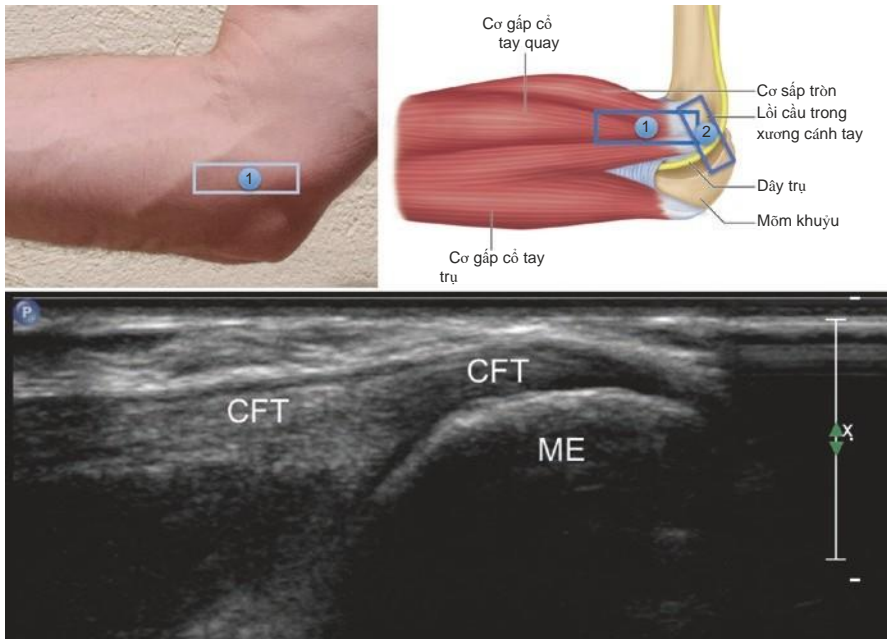 Cơ gấp cổ
tay quay
Cơ sấp tròn
Lồi cầu trong
xương cánh tay
1
1
2
Dây trụ
Mõm khuỷu
Cơ gấp cổ tay
trụ
P
CFT
CFT
X
ME